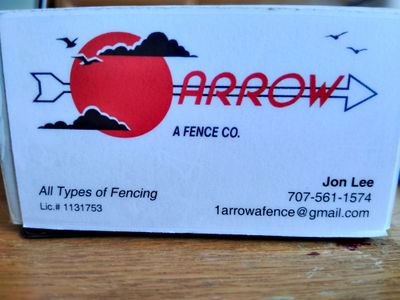 ARROW
A FENCE CO.
Jon Lee
All Types of Fencing
707-561-1574
Lic.# 1131753
1arrowafence@gmail.com